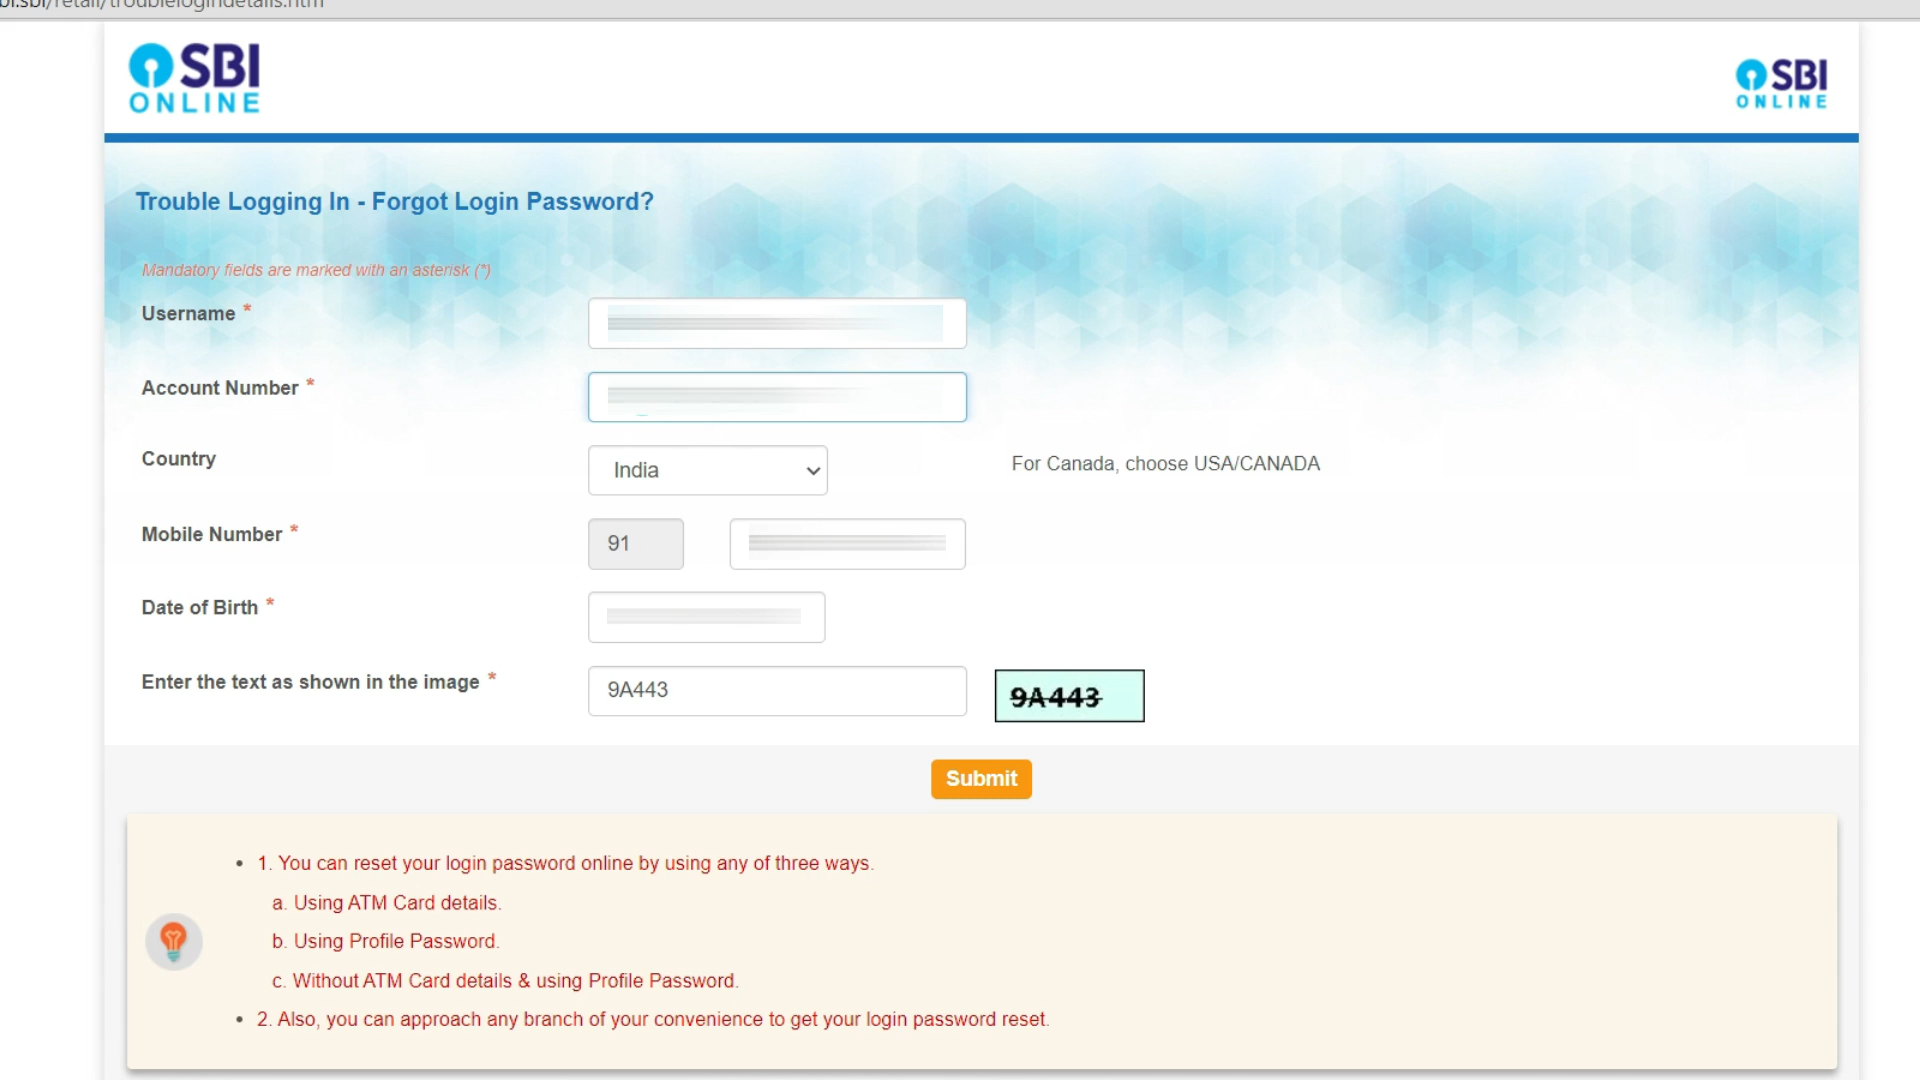 SBI
ONLINE
SBI
ONLINE
Trouble Logging In - Forgot Login Password?
Mandatory fields are marked with an asterisk (*)
Username *
Account Number *
Country
India
For Canada, choose USA/CANADA
Mobile Number *
91
Date of Birth *
Enter the text as shown in the image *
9A443
9A443
Submit
• 1. You can reset your login password online by using any of three ways.
a. Using ATM Card details.
b. Using Profile Password.
c. Without ATM Card details & using Profile Password.
• 2. Also, you can approach any branch of your convenience to get your login password reset.